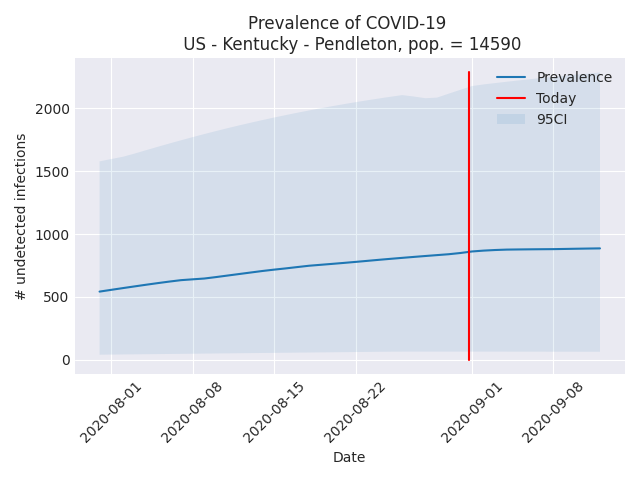 Prevalence of COVID-19
US - Kentucky - Pendleton, pop. = 14590
Prevalence
Today
95CI
# undetected infections
2000
1500
1000
500
0
2020-08-01
2020-08-08
2020-08-15
2020-08-22
2020-09-01
2020-09-08
Date